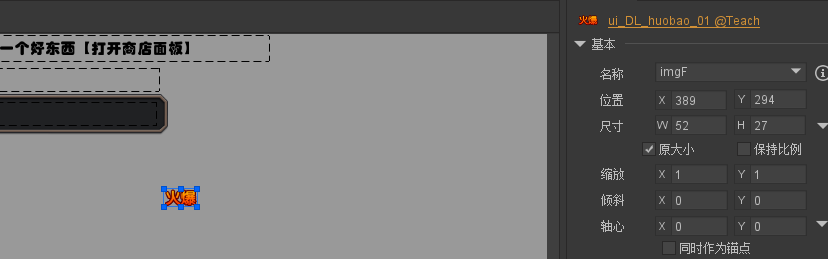 一个好东西【打开商店面板】
火爆
火爆 ui_DL_huobao_01 @Teach
基本
名称 imgF
位置 X 389 Y 294
尺寸 W 52 H 27
原大小 保持比例
缩放 X 1 Y 1
倾斜 X 0 Y 0
轴心 X 0 Y 0
同时作为锚点